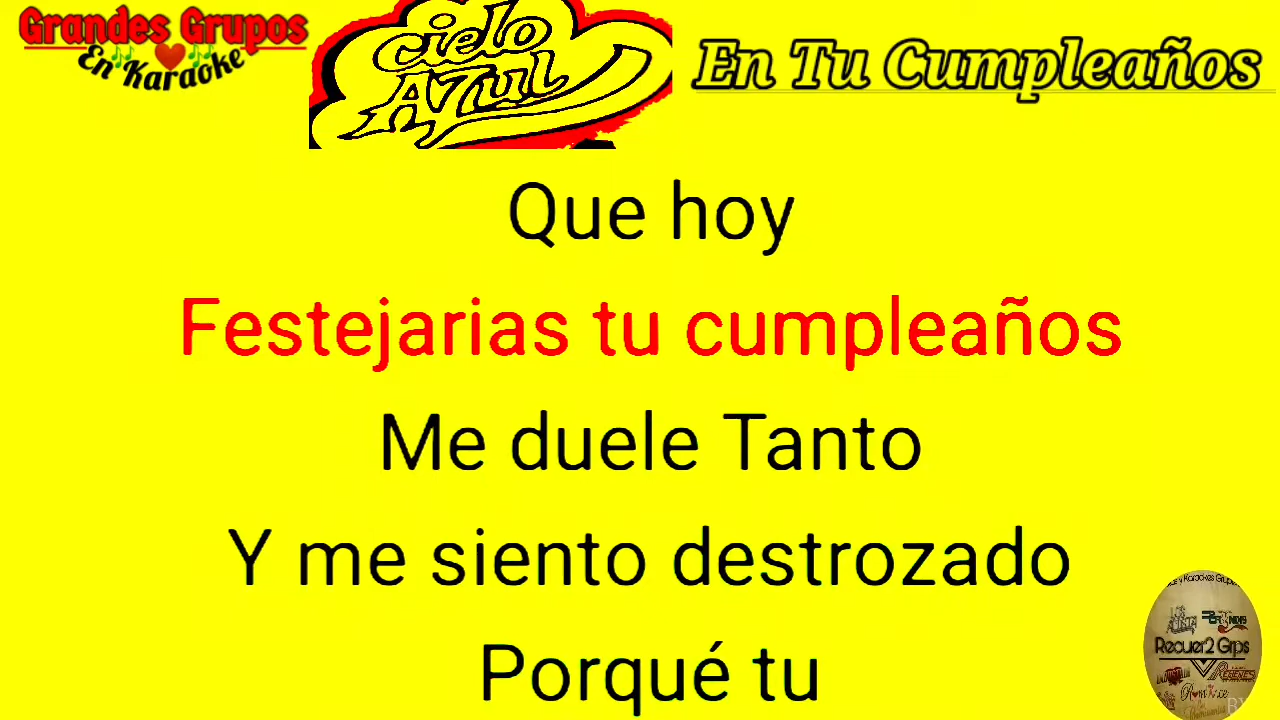 Grandes Grupos
En Karaoke
Cielo
Azul
En Tu Cumpleaños
Que hoy
Festejarias tu cumpleaños
Me duele Tanto
Y me siento destrozado
Porqué tu
Recuer2 Grps